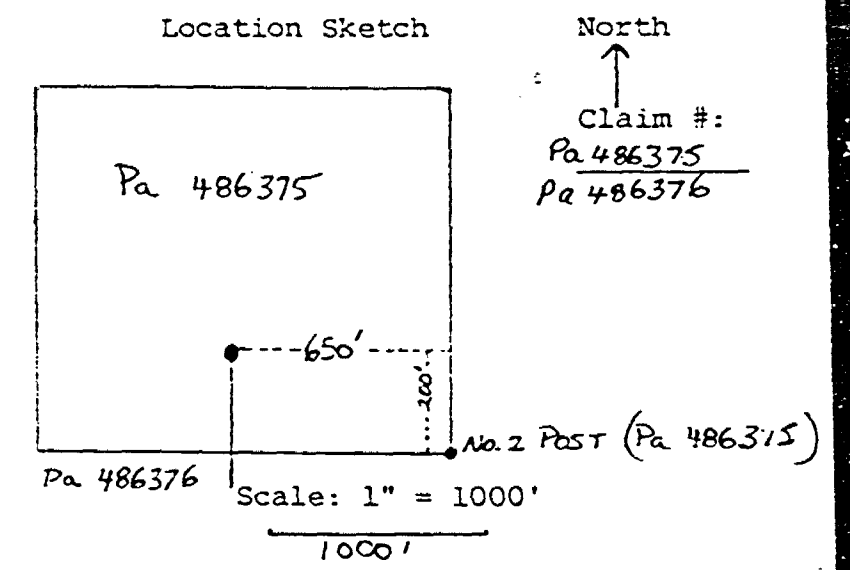 Location Sketch
North
Claim #:
Pa 486375
Pa 486376
Pa 486375
650'
200'
No. 2 POST (Pa 486375)
Pa 486376
Scale: 1" = 1000'
1000'